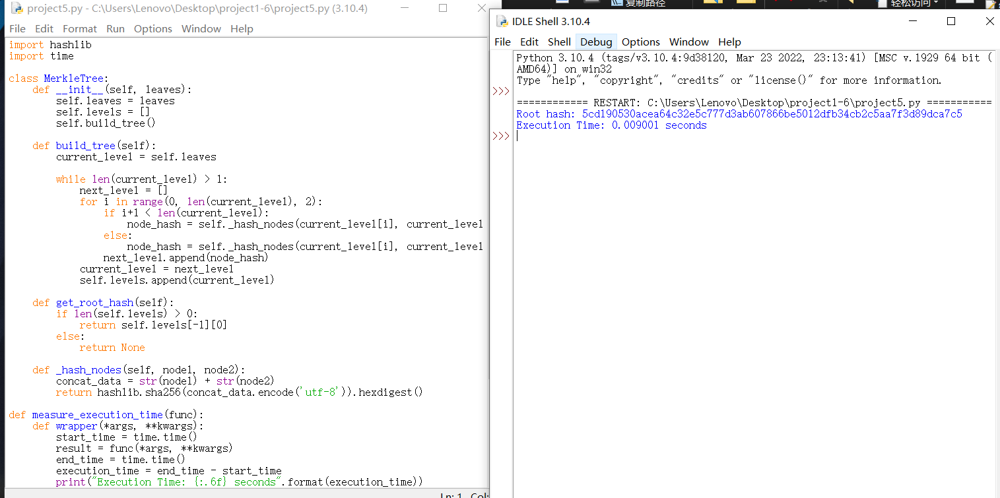 project5.py - C:\Users\Lenovo\Desktop\project1-6\project5.py (3.10.4)
File Edit Format Run Options Window Help
import hashlib
import time
class MerkleTree:
    def __init__(self, leaves):
        self.leaves = leaves
        self.levels = []
        self.build_tree()
    def build_tree(self):
        current_level = self.leaves
        while len(current_level) > 1:
            next_level = []
            for i in range(0, len(current_level), 2):
                if i+1 < len(current_level):
                    node_hash = self._hash_nodes(current_level[i], current_level
                else:
                    node_hash = self._hash_nodes(current_level[i], current_level
                next_level.append(node_hash)
            current_level = next_level
            self.levels.append(current_level)
    def get_root_hash(self):
        if len(self.levels) > 0:
            return self.levels[-1][0]
        else:
            return None
    def _hash_nodes(self, node1, node2):
        concat_data = str(node1) + str(node2)
        return hashlib.sha256(concat_data.encode('utf-8')).hexdigest()
def measure_execution_time(func):
    def wrapper(*args, **kwargs):
        start_time = time.time()
        result = func(*args, **kwargs)
        end_time = time.time()
        execution_time = end_time - start_time
        print("Execution Time: {:.6f} seconds".format(execution_time))
Ln: 1 Col:
复制路径
轻松访问
IDLE Shell 3.10.4
File Edit Shell Debug Options Window Help
Python 3.10.4 (tags/v3.10.4:9d38120, Mar 23 2022, 23:13:41) [MSC v.1929 64 bit (
AMD64)] on win32
Type "help", "copyright", "credits" or "license()" for more information.
>>>
============ RESTART: C:\Users\Lenovo\Desktop\project1-6\project5.py ===========
Root hash: 5cd190530acea64c32e5c777d3ab607866be5012dfb34cb2c5aa7f3d89dca7c5
Execution Time: 0.009001 seconds
>>>